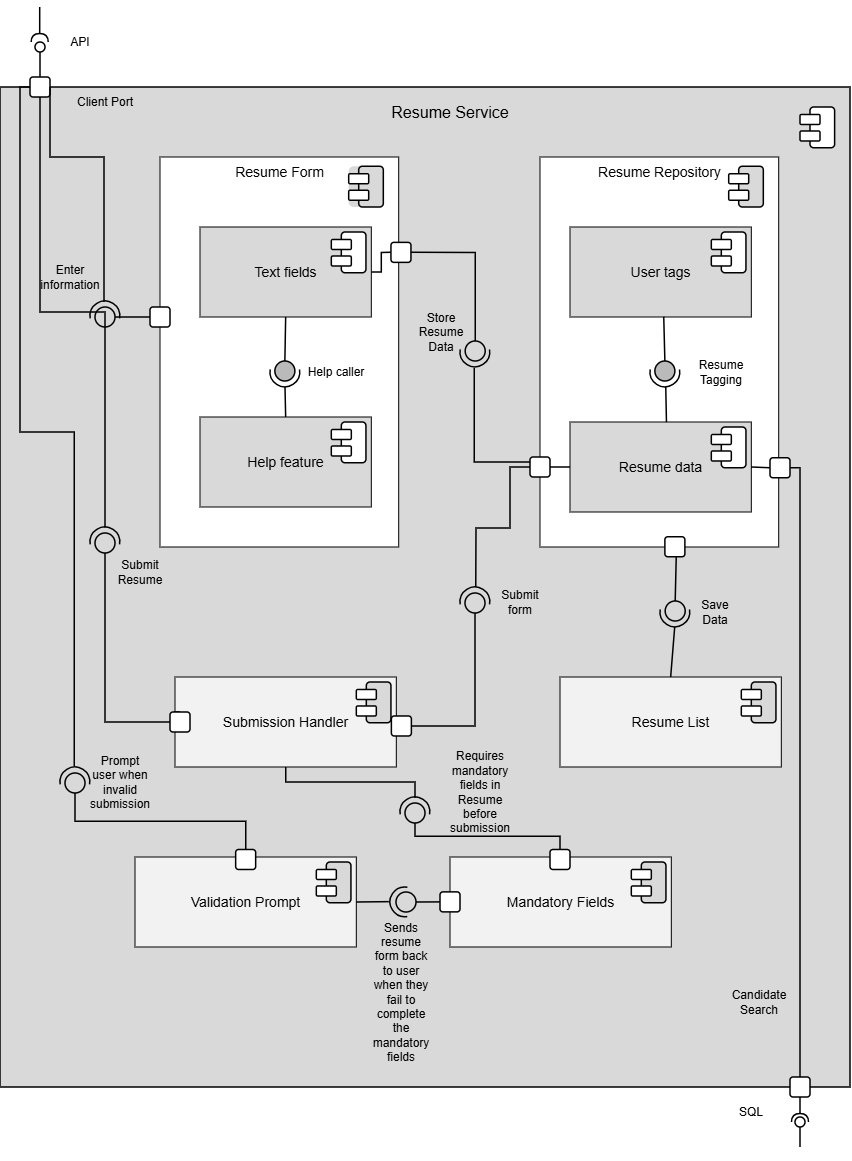 API
Client Port
Resume Service
Resume Form
Resume Repository
Text fields
User tags
Enter
information
Store
Resume
Data
Help caller
Resume
Tagging
Help feature
Resume data
Submit
Resume
Submit
form
Save
Data
Submission Handler
Resume List
Prompt
user when
invalid
submission
Requires
mandatory
fields in
Resume
before
submission
Validation Prompt
Mandatory Fields
Sends
resume
form back
to user
when they
fail to
complete
the
mandatory
fields
Candidate
Search
SQL